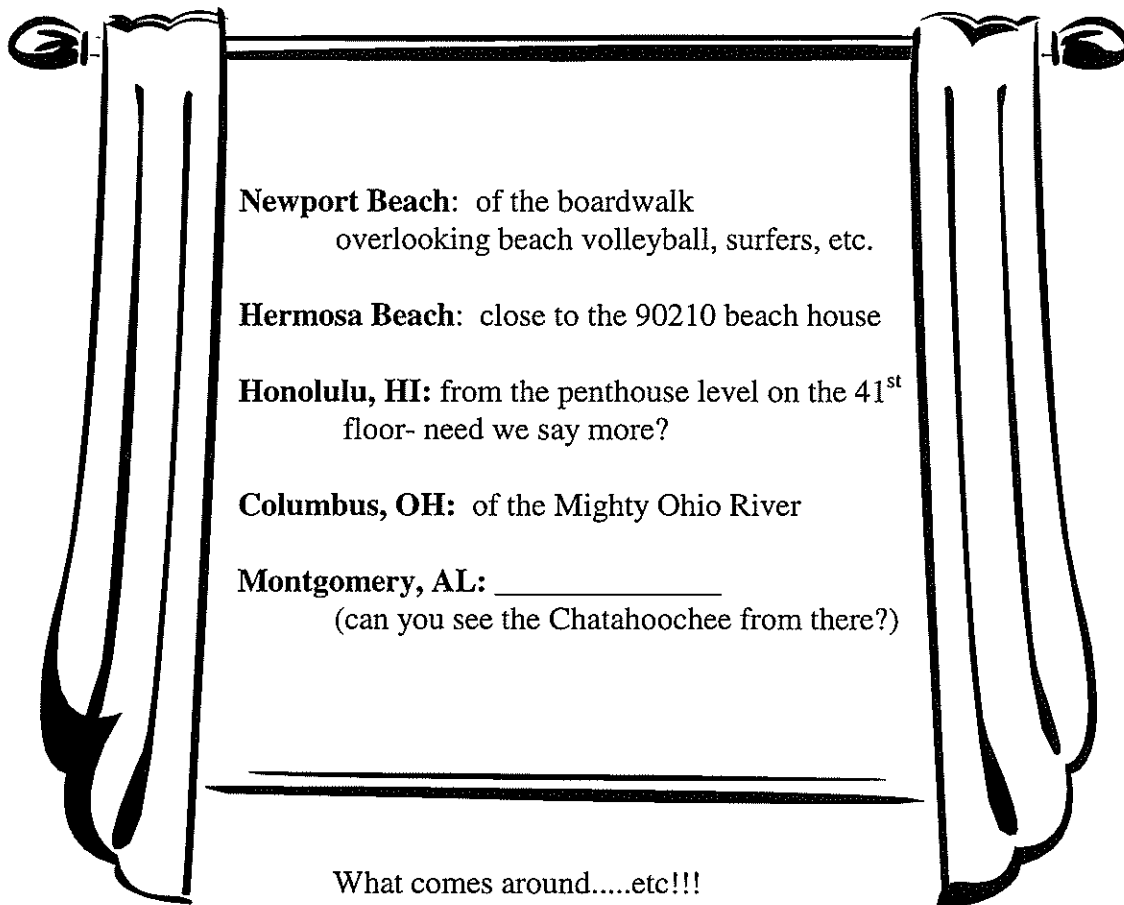 Newport Beach: of the boardwalk
overlooking beach volleyball, surfers, etc.
Hermosa Beach: close to the 90210 beach house
Honolulu, HI: from the penthouse level on the 41st
floor- need we say more?
Columbus, OH: of the Mighty Ohio River
Montgomery, AL: _______________
(can you see the Chatahoochee from there?)
What comes around.....etc!!!